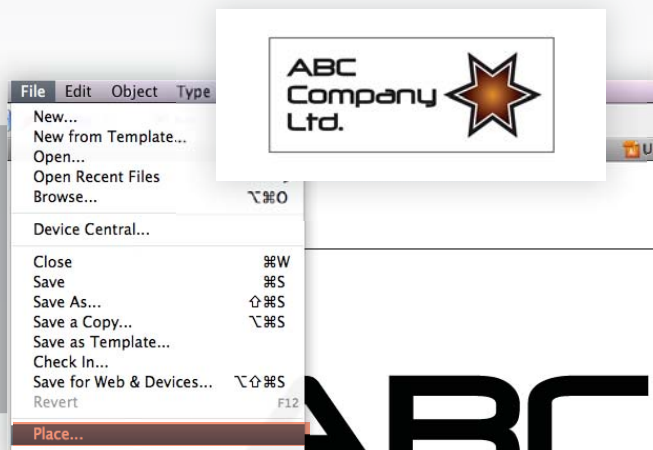 ABC
Company
Ltd.
File Edit Object Type
New...
New from Template...
Open...
Open Recent Files
Browse... ⌥⌘O
Device Central...
Close ⌘W
Save ⌘S
Save As... ⇧⌘S
Save a Copy... ⌥⌘S
Save as Template...
Check In...
Save for Web & Devices... ⌥⇧⌘S
Revert F12
Place...
ABC